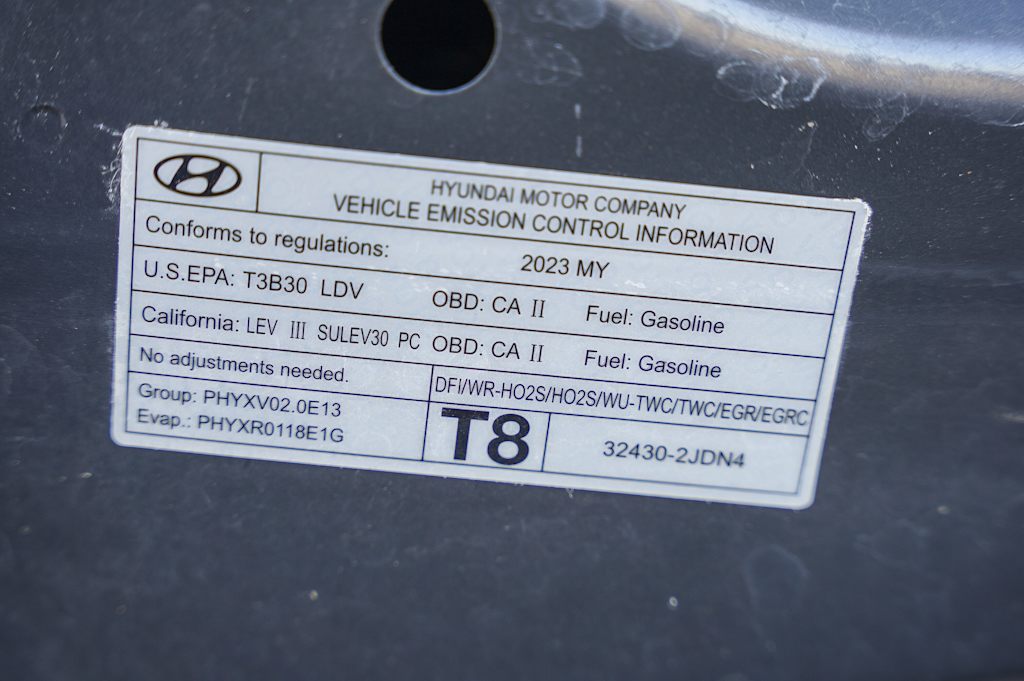 HYUNDAI MOTOR COMPANY
VEHICLE EMISSION CONTROL INFORMATION
Conforms to regulations: 2023 MY
U.S.EPA: T3B30 LDV OBD: CA II Fuel: Gasoline
California: LEV III SULEV30 PC OBD: CA II Fuel: Gasoline
No adjustments needed.
DFI/WR-HO2S/HO2S/WU-TWC/TWC/EGR/EGRC
Group: PHYXV02.0E13
Evap.: PHYXR0118E1G
T8
32430-2JDN4